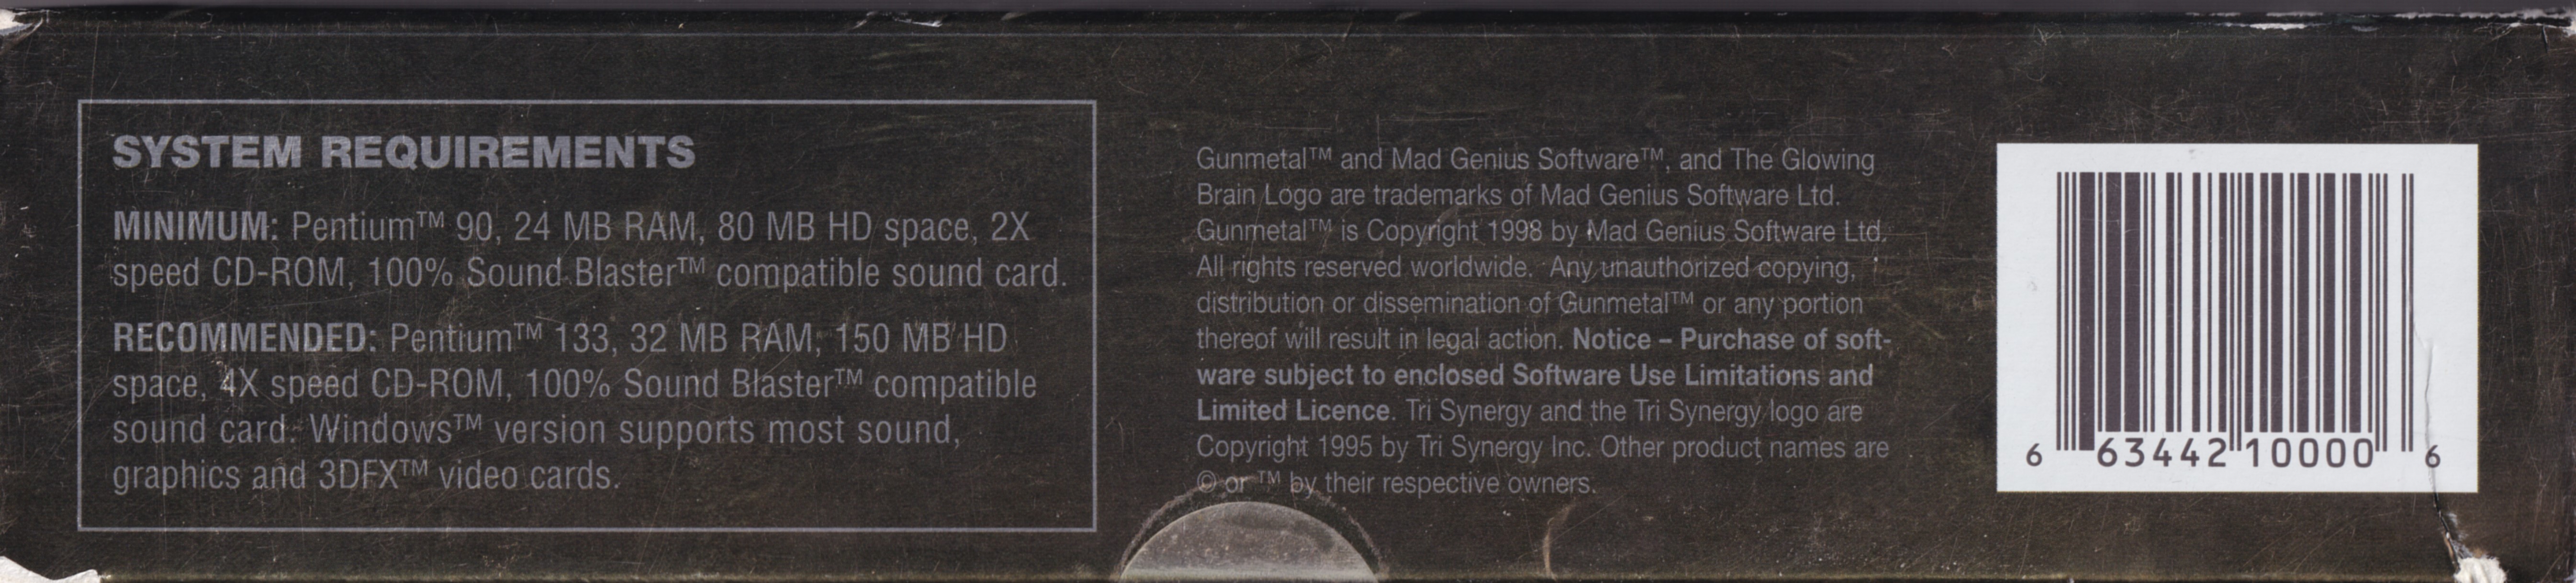 SYSTEM REQUIREMENTS
MINIMUM: Pentium™ 90, 24 MB RAM, 80 MB HD space, 2X
speed CD-ROM, 100% Sound Blaster™ compatible sound card.
RECOMMENDED: Pentium™ 133, 32 MB RAM, 150 MB HD
space, 4X speed CD-ROM, 100% Sound Blaster™ compatible
sound card. Windows™ version supports most sound,
graphics and 3DFX™ video cards.
Gunmetal™ and Mad Genius Software™, and The Glowing
Brain Logo are trademarks of Mad Genius Software Ltd.
Gunmetal™ is Copyright 1998 by Mad Genius Software Ltd.
All rights reserved worldwide. Any unauthorized copying,
distribution or dissemination of Gunmetal™ or any portion
thereof will result in legal action. Notice – Purchase of soft-
ware subject to enclosed Software Use Limitations and
Limited Licence. Tri Synergy and the Tri Synergy logo are
Copyright 1995 by Tri Synergy Inc. Other product names are
© or ™ by their respective owners.
6 63442 10000 6